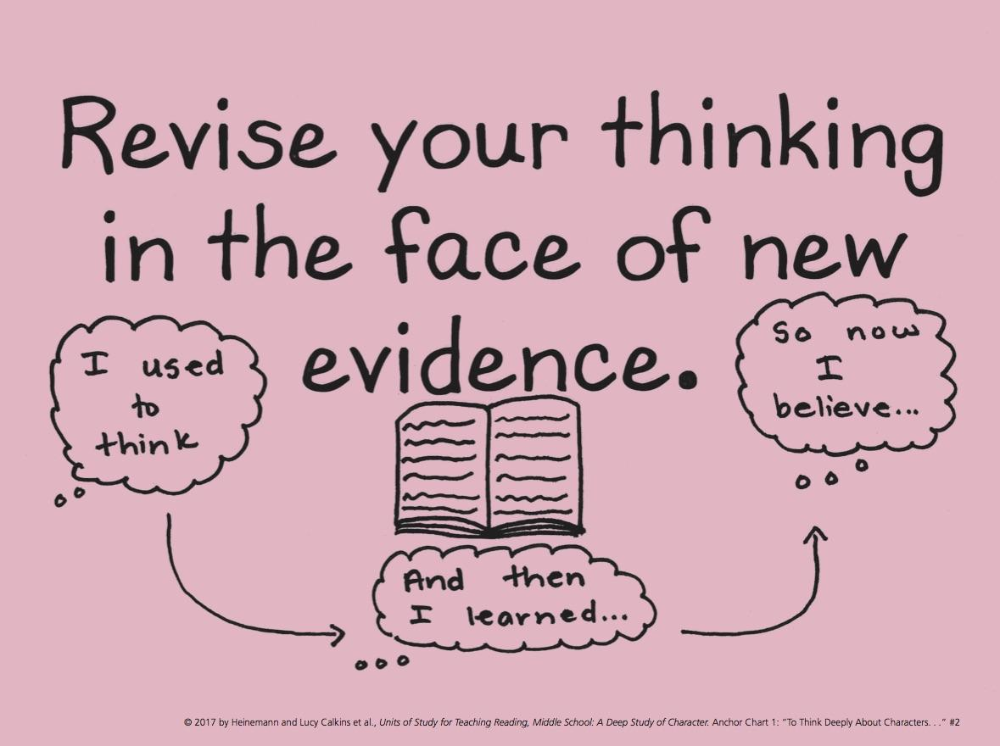 Revise your thinking
in the face of new
evidence.
I used
to
think
And then
I learned...
So now
I
believe...
© 2017 by Heinemann and Lucy Calkins et al., Units of Study for Teaching Reading, Middle School: A Deep Study of Character. Anchor Chart 1: “To Think Deeply About Characters. . .” #2